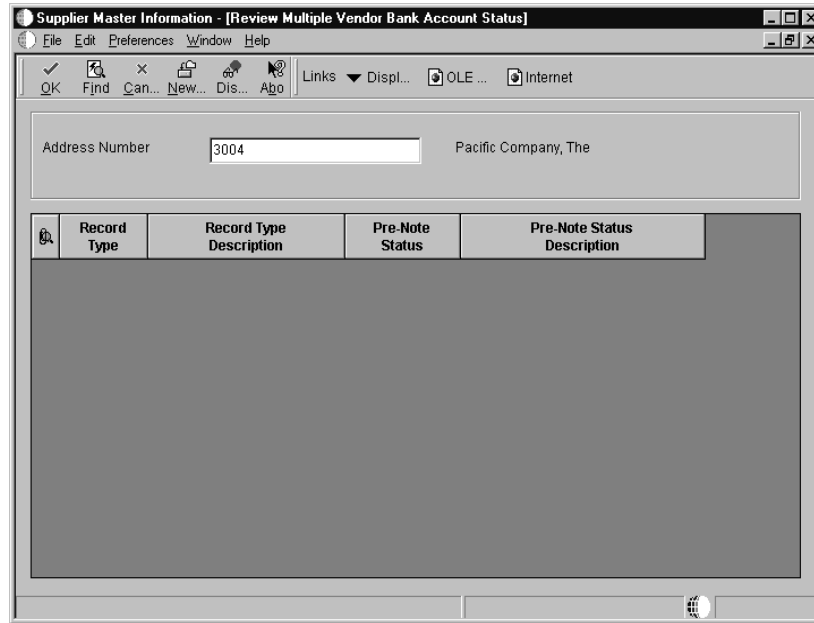 Supplier Master Information - [Review Multiple Vendor Bank Account Status]
File Edit Preferences Window Help
OK Find Can... New... Dis... Abo Links Displ... OLE ... Internet
Address Number 3004 Pacific Company, The
Record Type Record Type Description Pre-Note Status Pre-Note Status Description